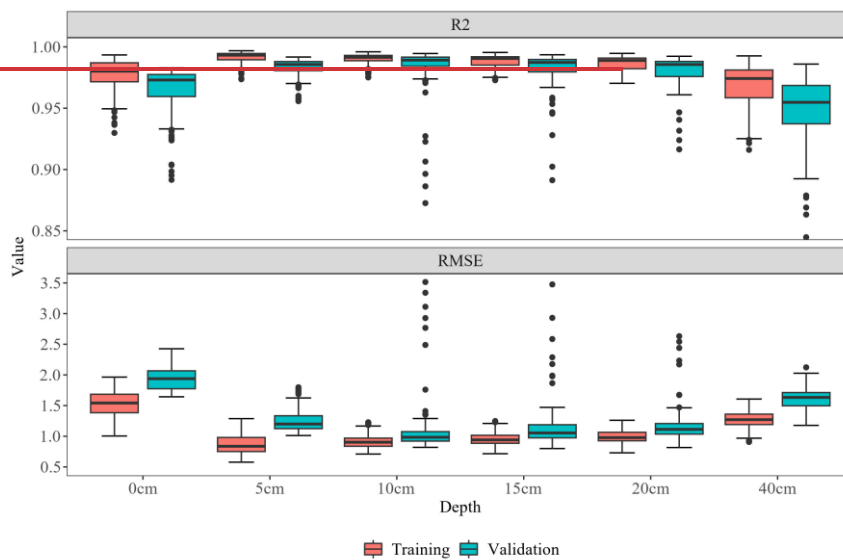 R2
1.00
0.95
0.90
0.85
Value
RMSE
3.5
3.0
2.5
2.0
1.5
1.0
0.5
0cm 5cm 10cm 15cm 20cm 40cm
Depth
Training Validation